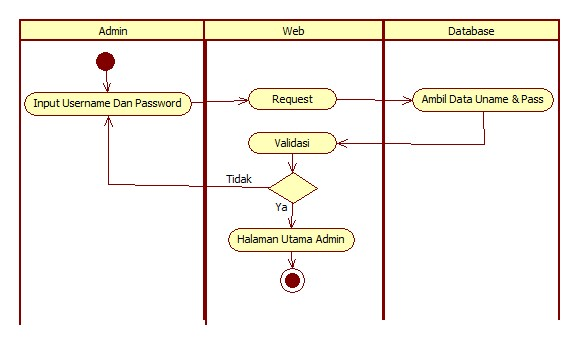 Admin
Web
Database
Input Username Dan Password
Request
Ambil Data Uname & Pass
Validasi
Tidak
Ya
Halaman Utama Admin